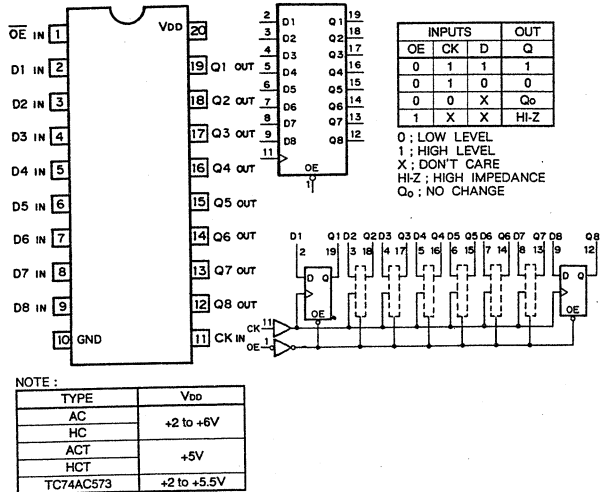 OE IN 1
VDD 20
D1 IN 2
19 Q1 OUT
D2 IN 3
18 Q2 OUT
D3 IN 4
17 Q3 OUT
D4 IN 5
16 Q4 OUT
D5 IN 6
15 Q5 OUT
D6 IN 7
14 Q6 OUT
D7 IN 8
13 Q7 OUT
D8 IN 9
12 Q8 OUT
10 GND
11 CK IN
2 D1 Q1 19
3 D2 Q2 18
4 D3 Q3 17
5 D4 Q4 16
6 D5 Q5 15
7 D6 Q6 14
8 D7 Q7 13
9 D8 Q8 12
11
OE
1
INPUTS OUT
OE CK D Q
0 1 1 1
0 1 0 0
0 0 X Qo
1 X X HI-Z
0 ; LOW LEVEL
1 ; HIGH LEVEL
X ; DON'T CARE
HI-Z ; HIGH IMPEDANCE
Qo ; NO CHANGE
D1 Q1 D2 Q2 D3 Q3 D4 Q4 D5 Q5 D6 Q6 D7 Q7 D8 Q8
2 19 3 18 4 17 5 16 6 15 7 14 8 13 9 12
D Q D Q
OE OE
CK 11
OE 1
NOTE :
TYPE VDD
AC +2 to +6V
HC
ACT +5V
HCT
TC74AC573 +2 to +5.5V